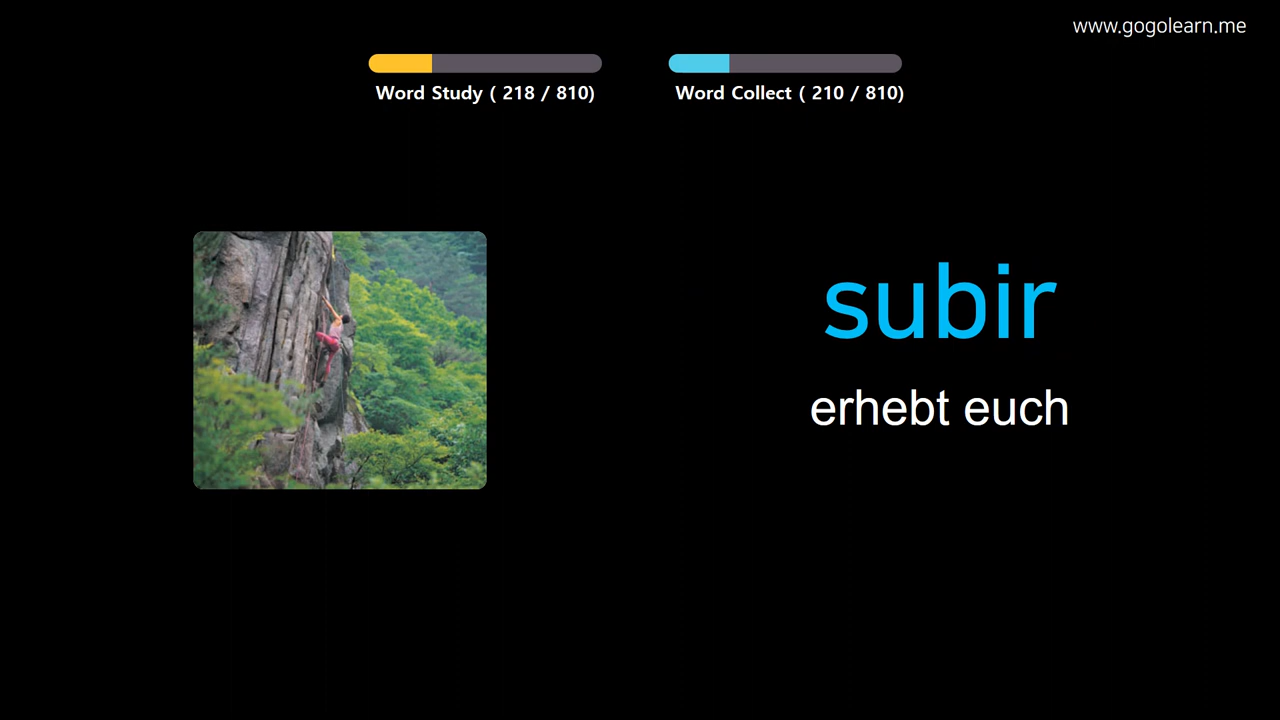 www.gogolearn.me
Word Study ( 218 / 810)
Word Collect ( 210 / 810)
subir
erhebt euch